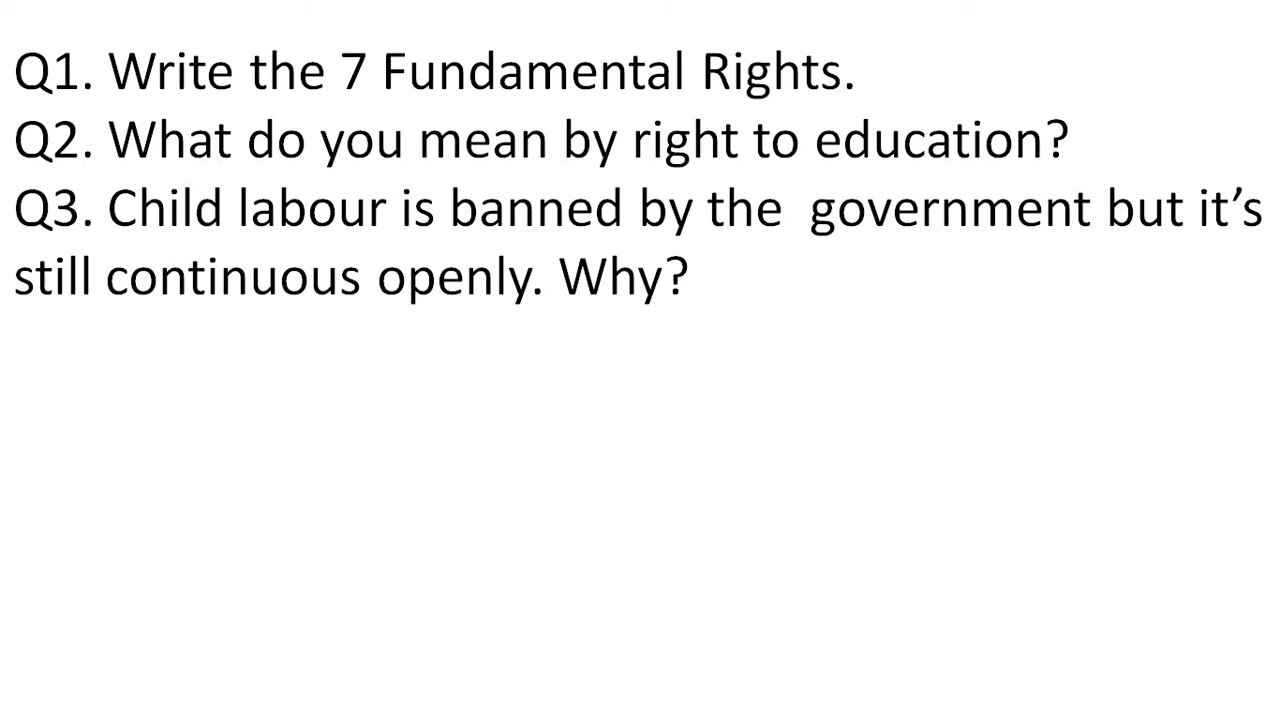 Q1. Write the 7 Fundamental Rights.
Q2. What do you mean by right to education?
Q3. Child labour is banned by the  government but it’s
still continuous openly. Why?